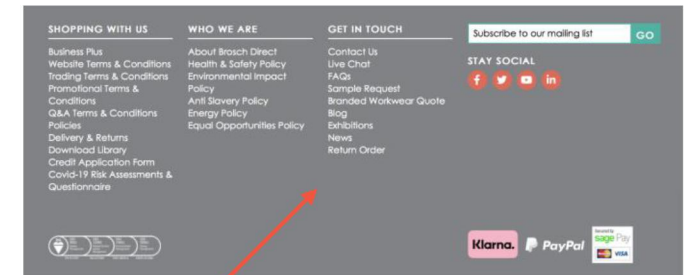 SHOPPING WITH US
Business Plus
Website Terms & Conditions
Trading Terms & Conditions
Promotional Terms &
Conditions
Q&A Terms & Conditions
Policies
Delivery & Returns
Download Library
Credit Application Form
Covid-19 Risk Assessments &
Questionnaire
WHO WE ARE
About Brosch Direct
Health & Safety Policy
Environmental Impact
Policy
Anti Slavery Policy
Energy Policy
Equal Opportunities Policy
GET IN TOUCH
Contact Us
Live Chat
FAQs
Sample Request
Branded Workwear Quote
Blog
Exhibitions
News
Return Order
Subscribe to our mailing list GO
STAY SOCIAL
Klarna. PayPal
sage Pay
VISA